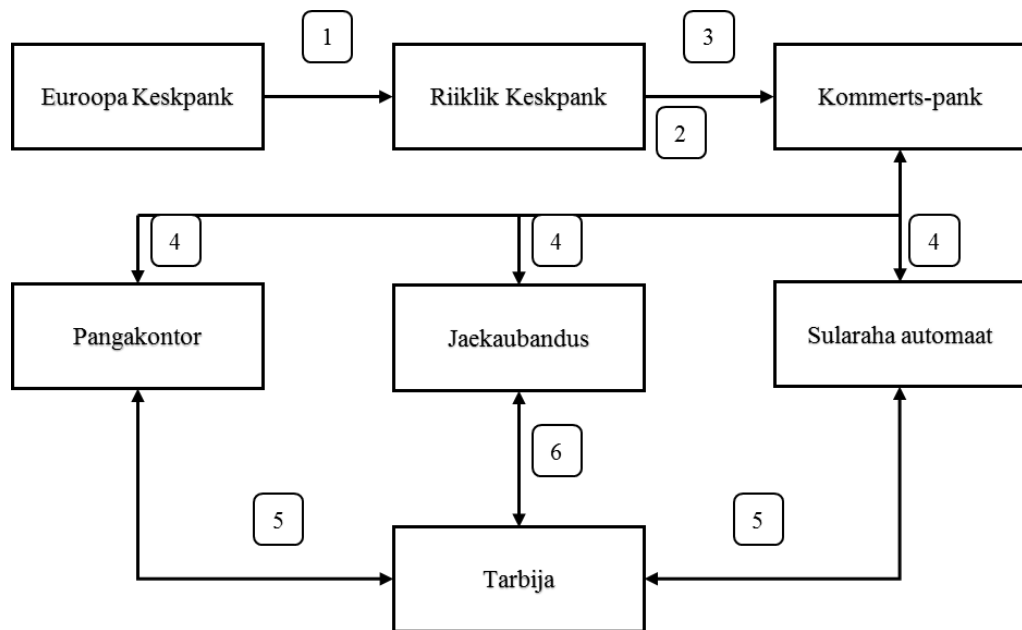 1
3
Euroopa Keskpank
Riiklik Keskpank
Kommerts-pank
2
4
4
4
Pangakontor
Jaekaubandus
Sularaha automaat
6
5
5
Tarbija